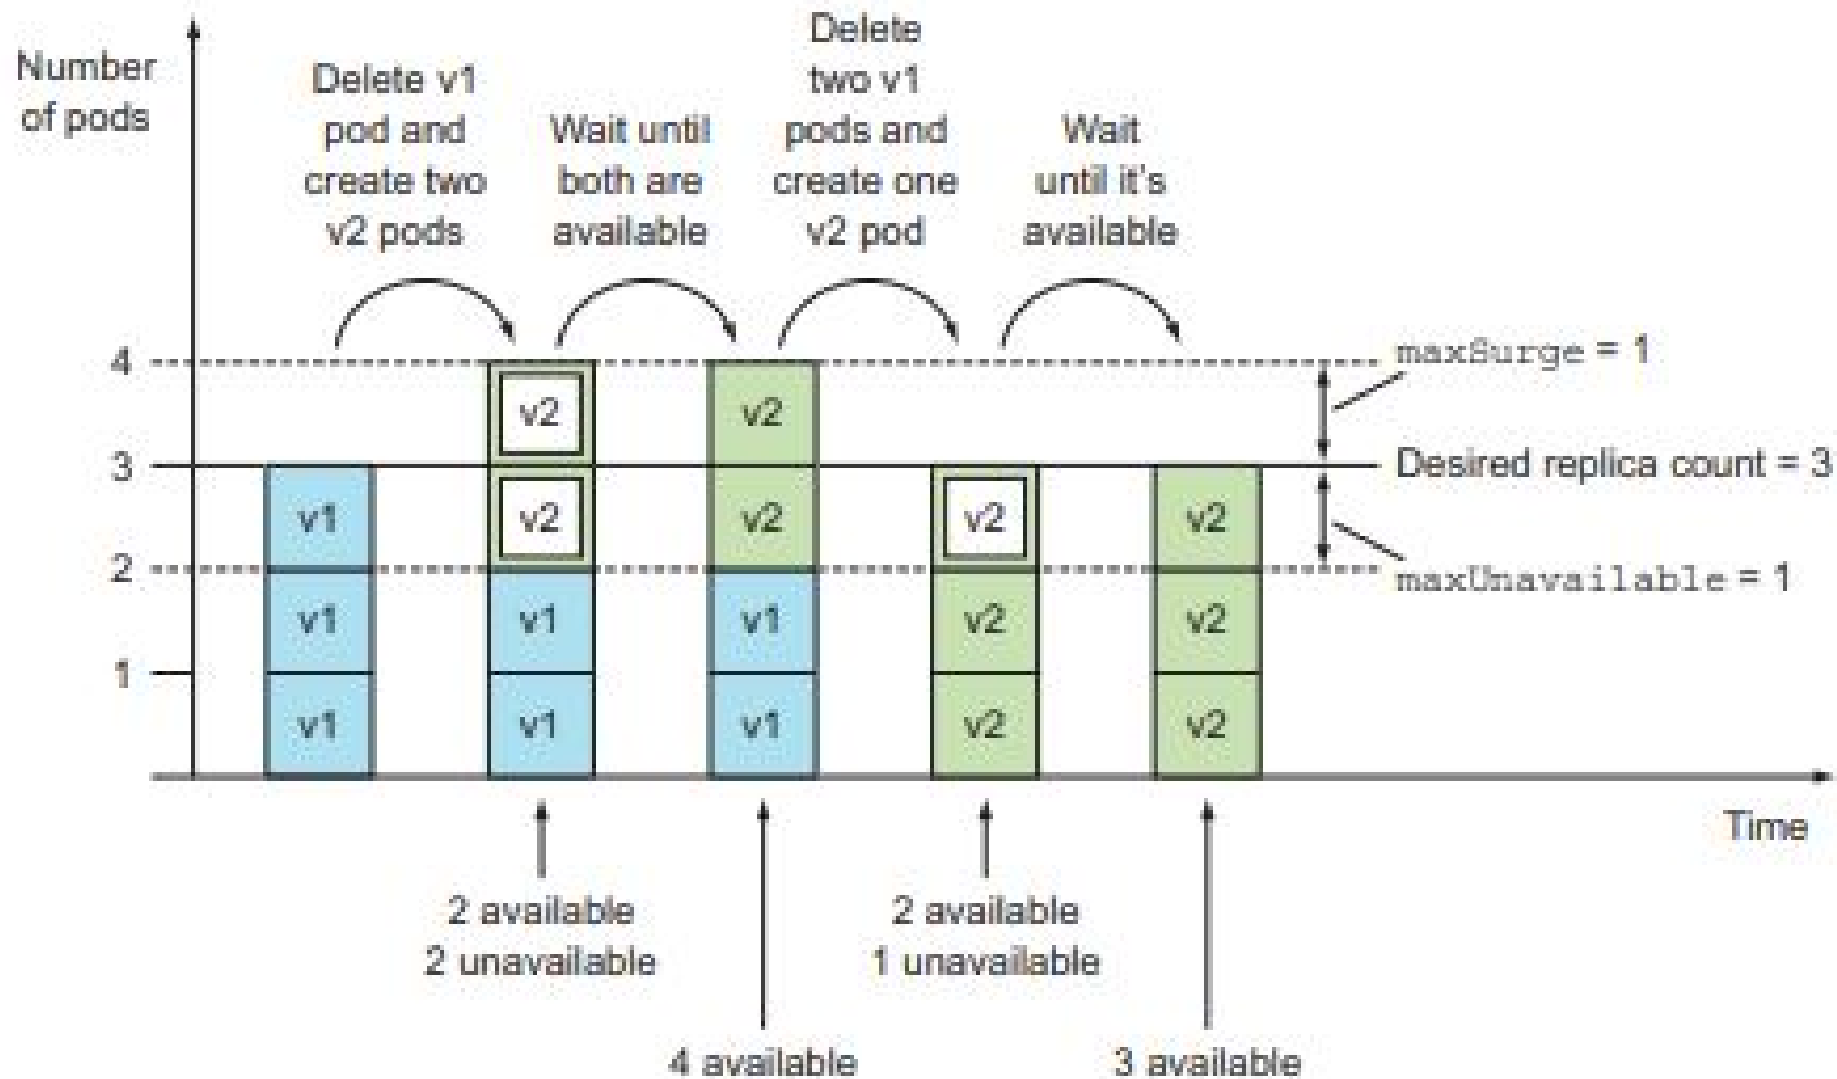 Number
of pods
Delete v1
pod and
create two
v2 pods
Wait until
both are
available
Delete
two v1
pods and
create one
v2 pod
Wait
until it's
available
4
3
2
1
v1
v1
v1
v2
v2
v1
v1
v2
v2
v1
v1
v2
v2
v2
v2
v2
v2
maxSurge = 1
Desired replica count = 3
maxUnavailable = 1
Time
2 available
2 unavailable
4 available
2 available
1 unavailable
3 available